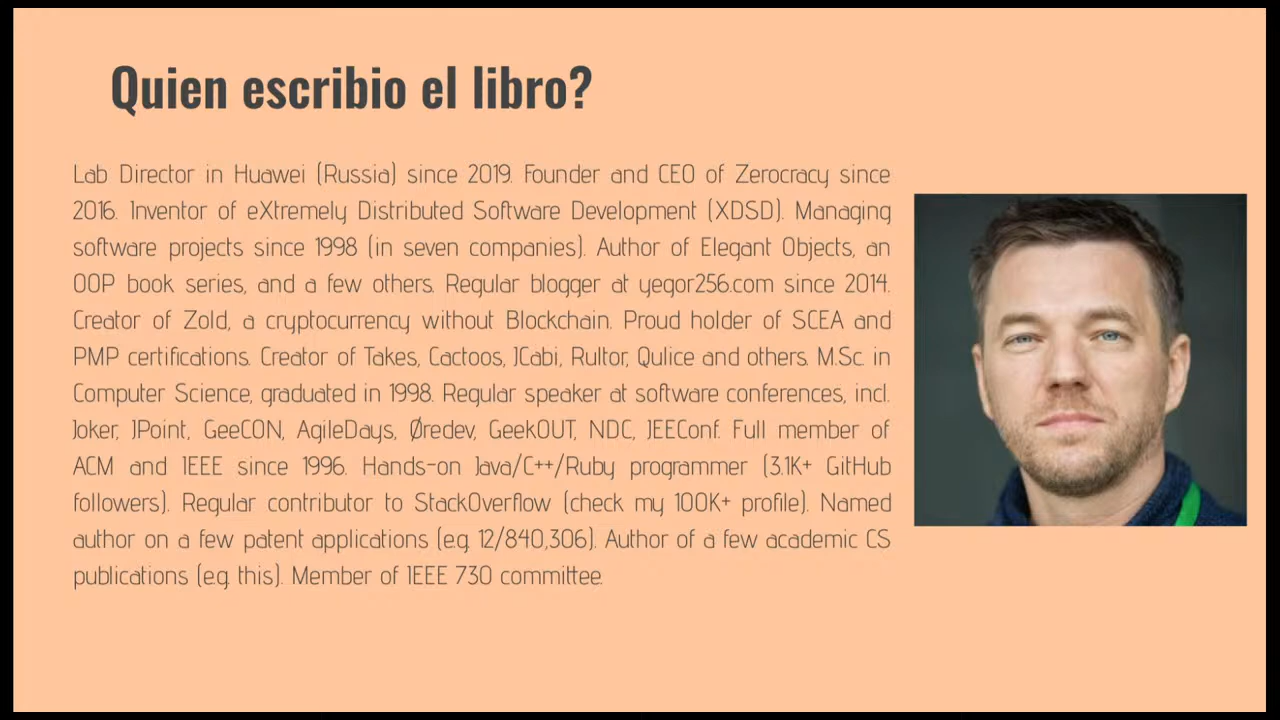 Quien escribio el libro?
Lab Director in Huawei (Russia) since 2019. Founder and CEO of Zerocracy since
2016. Inventor of eXtremely Distributed Software Development (XDSD). Managing
software projects since 1998 (in seven companies). Author of Elegant Objects, an
OOP book series, and a few others. Regular blogger at yegor256.com since 2014.
Creator of Zold, a cryptocurrency without Blockchain. Proud holder of SCEA and
PMP certifications. Creator of Takes, Cactoos, JCabi, Rultor, Qulice and others. M.Sc. in
Computer Science, graduated in 1998. Regular speaker at software conferences, incl.
Joker, JPoint, GeeCON, AgileDays, Øredev, GeekOUT, NDC, JEEConf. Full member of
ACM and IEEE since 1996. Hands-on Java/C++/Ruby programmer (3.1K+ GitHub
followers). Regular contributor to StackOverflow (check my 100K+ profile). Named
author on a few patent applications (e.g. 12/840,306). Author of a few academic CS
publications (e.g. this). Member of IEEE 730 committee.